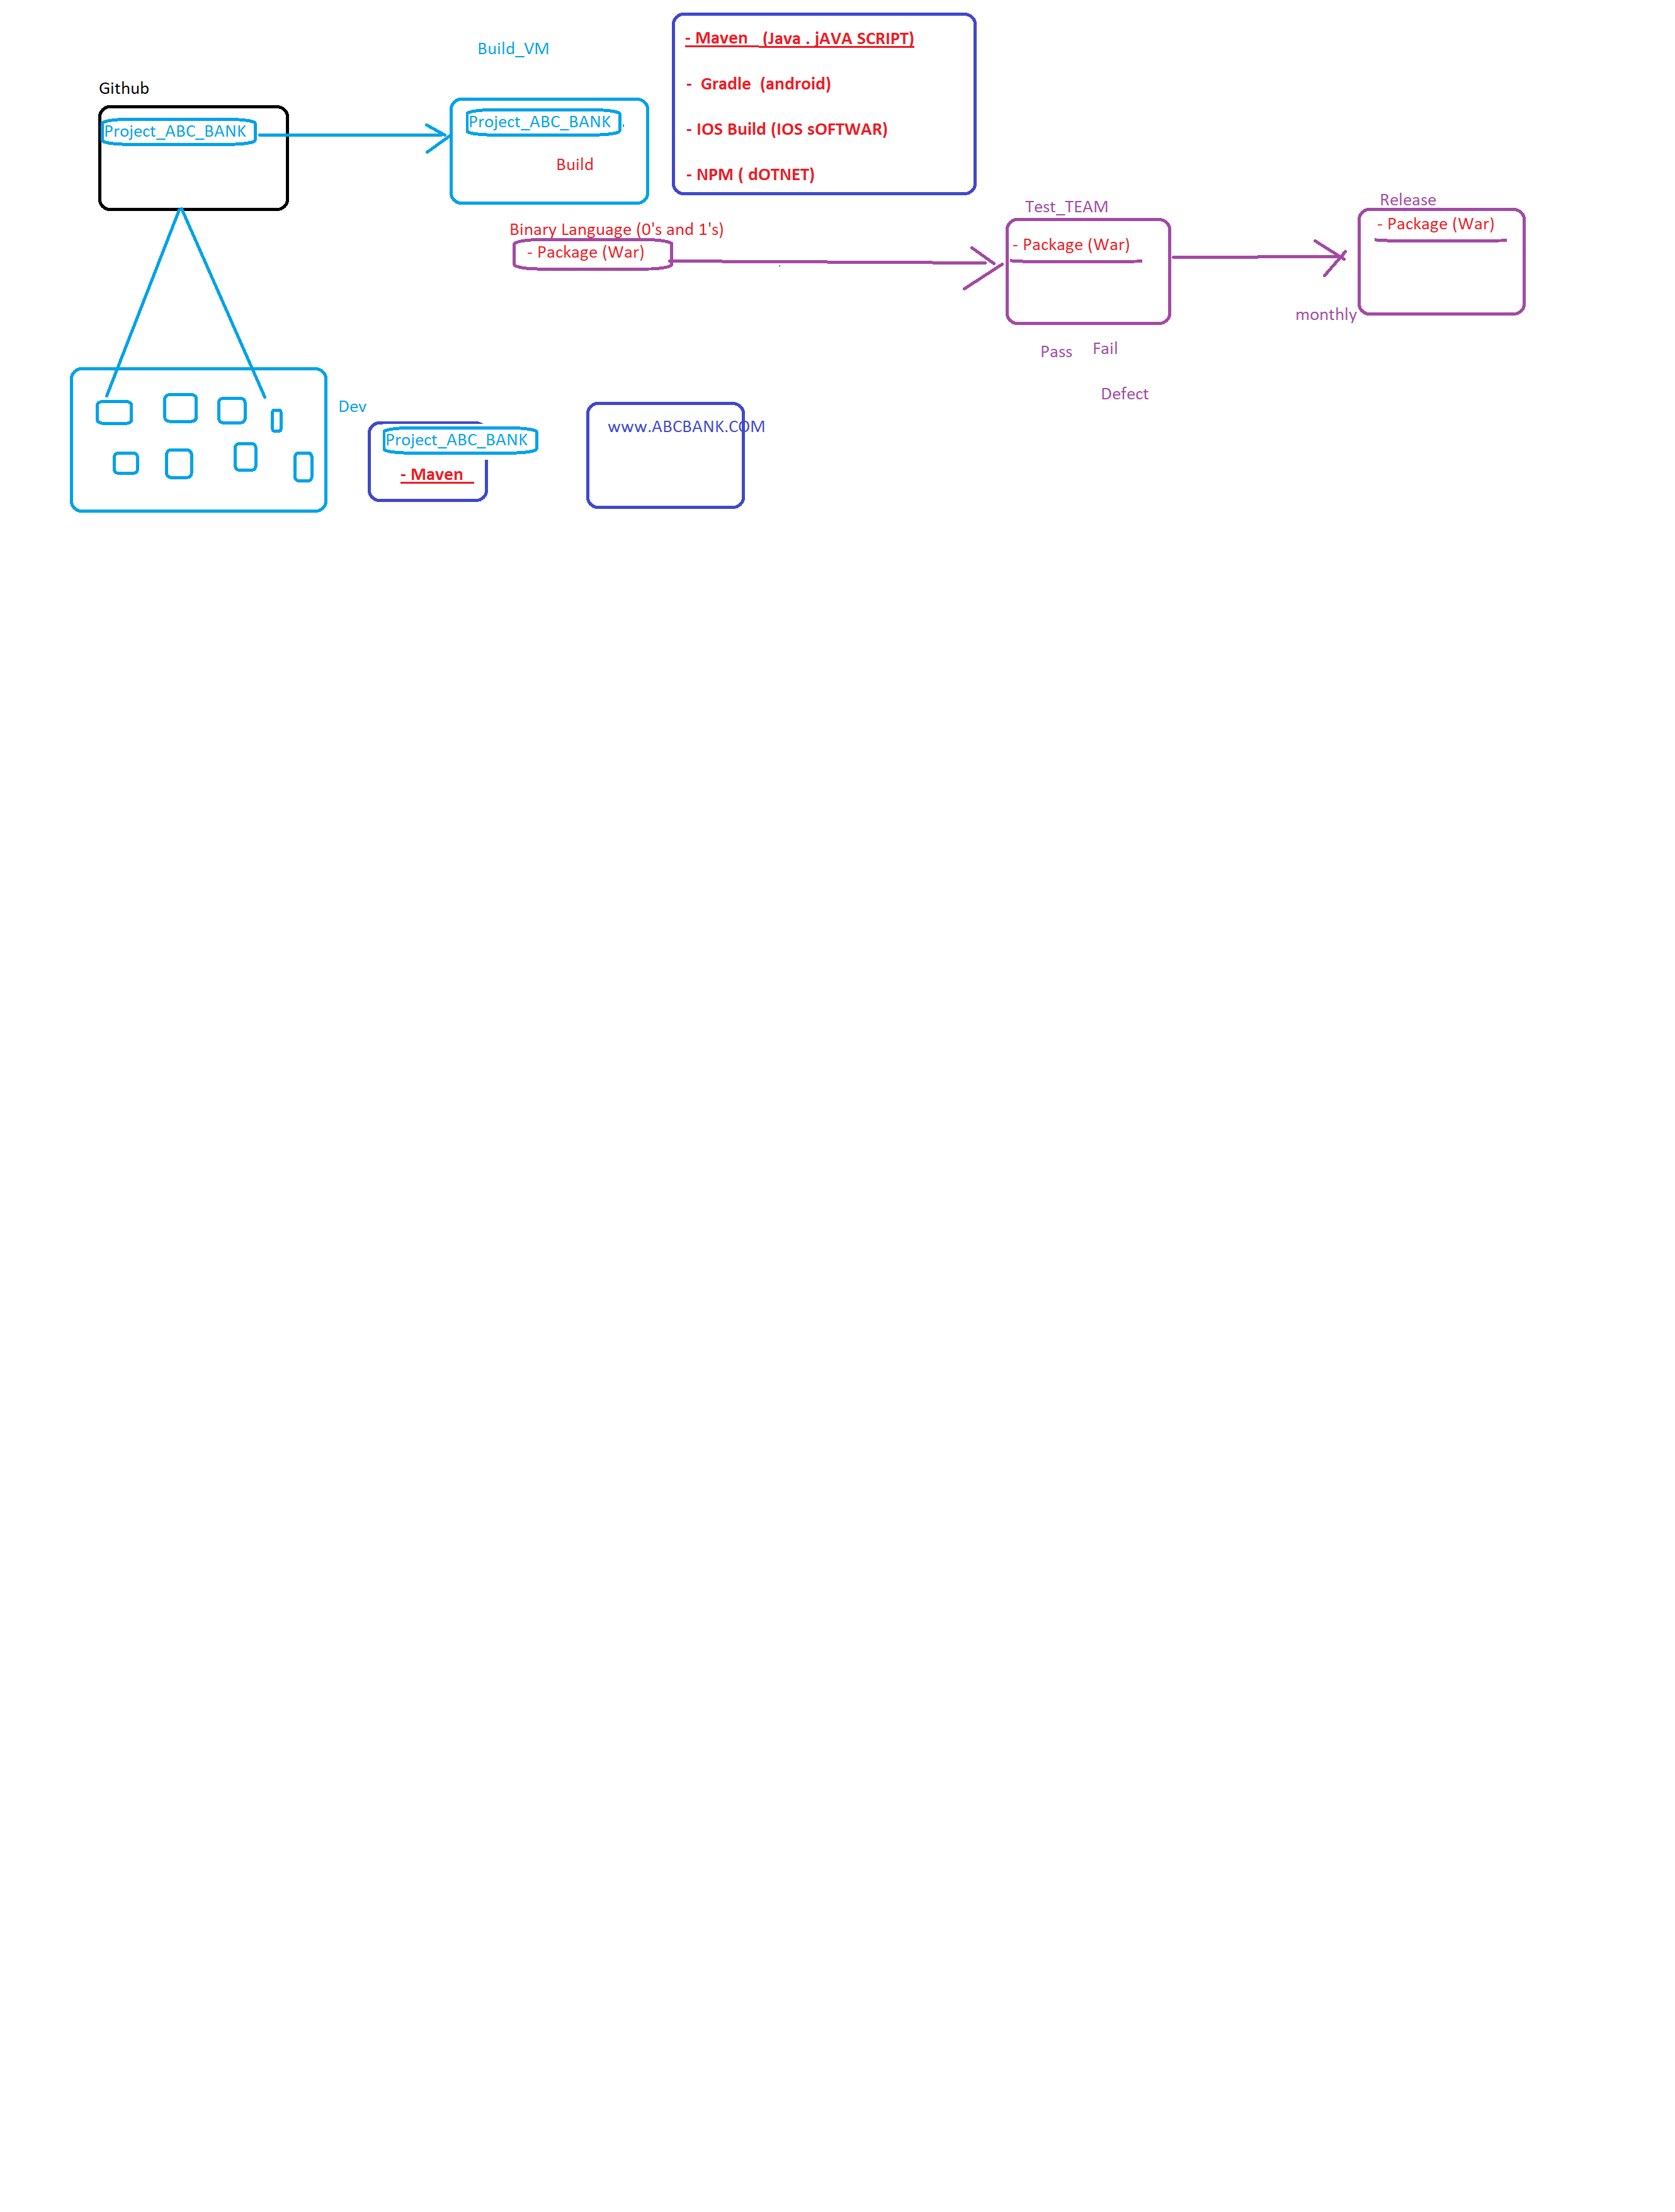 Build_VM
- Maven   (Java . jAVA SCRIPT)
Github
- Gradle  (android)
Project_ABC_BANK
Project_ABC_BANK
- IOS Build (IOS sOFTWAR)
Build
- NPM ( dOTNET)
Binary Language (0's and 1's)
- Package (War)
Test_TEAM
- Package (War)
Release
- Package (War)
monthly
Pass
Fail
Defect
Dev
Project_ABC_BANK
- Maven
www.ABCBANK.COM